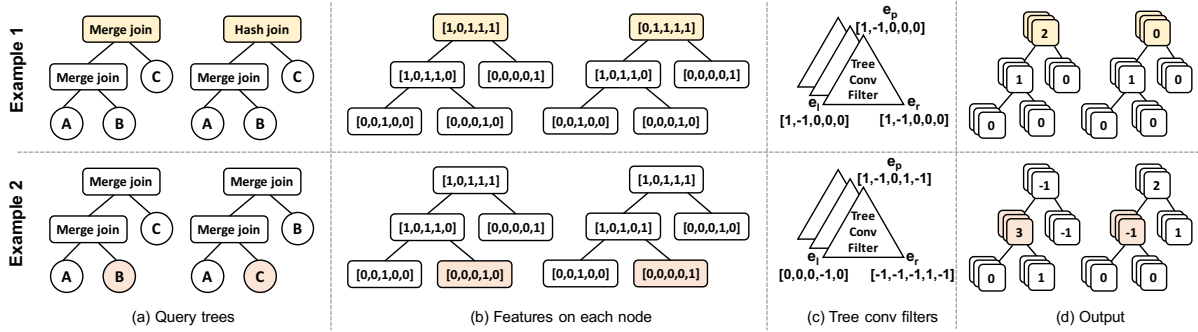 Example 1
Merge join
Hash join
Merge join
C
Merge join
C
A
B
A
B
[1,0,1,1,1]
[0,1,1,1,1]
[1,0,1,1,0]
[0,0,0,0,1]
[1,0,1,1,0]
[0,0,0,0,1]
[0,0,1,0,0]
[0,0,0,1,0]
[0,0,1,0,0]
[0,0,0,1,0]
e_p
[1,-1,0,0,0]
Tree
Conv
Filter
e_l
e_r
[1,-1,0,0,0]
[1,-1,0,0,0]
2
0
1
0
1
0
0
0
0
0
Example 2
Merge join
Merge join
Merge join
C
Merge join
B
A
B
A
C
[1,0,1,1,1]
[1,0,1,1,1]
[1,0,1,1,0]
[0,0,0,0,1]
[1,0,1,0,1]
[0,0,0,1,0]
[0,0,1,0,0]
[0,0,0,1,0]
[0,0,1,0,0]
[0,0,0,0,1]
e_p
[1,-1,0,1,-1]
Tree
Conv
Filter
e_l
e_r
[0,0,0,-1,0]
[-1,-1,-1,1,-1]
-1
2
3
-1
-1
1
0
1
0
0
(a) Query trees
(b) Features on each node
(c) Tree conv filters
(d) Output